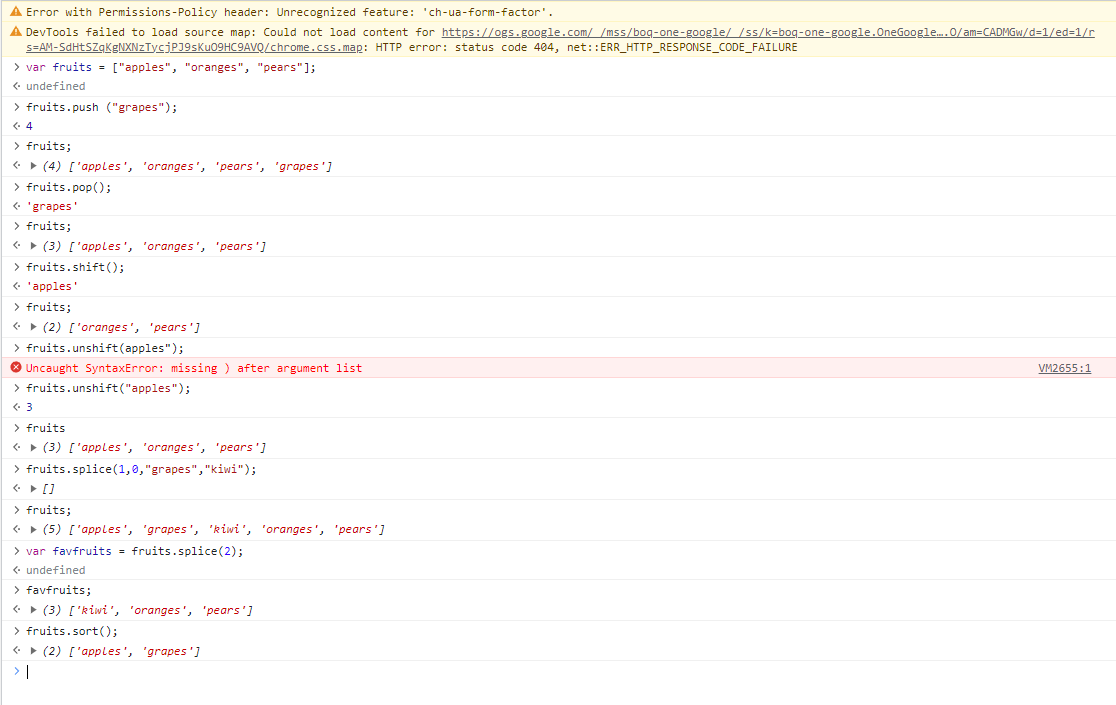 Error with Permissions-Policy header: Unrecognized feature: 'ch-ua-form-factor'.
DevTools failed to load source map: Could not load content for https://ogs.google.com/_/mss/boq-one-google/_/ss/k=boq-one-google.OneGoogle….O/am=CADMGw/d=1/ed=1/r
s=AM-SdHtSZqKgNXNzTycjPJ9sKuO9HC9AVQ/chrome.css.map: HTTP error: status code 404, net::ERR_HTTP_RESPONSE_CODE_FAILURE
> var fruits = ["apples", "oranges", "pears"];
undefined
> fruits.push ("grapes");
4
> fruits;
(4) ['apples', 'oranges', 'pears', 'grapes']
> fruits.pop();
'grapes'
> fruits;
(3) ['apples', 'oranges', 'pears']
> fruits.shift();
'apples'
> fruits;
(2) ['oranges', 'pears']
> fruits.unshift(apples");
Uncaught SyntaxError: missing ) after argument list VM2655:1
> fruits.unshift("apples");
3
> fruits
(3) ['apples', 'oranges', 'pears']
> fruits.splice(1,0,"grapes","kiwi");
[]
> fruits;
(5) ['apples', 'grapes', 'kiwi', 'oranges', 'pears']
> var favfruits = fruits.splice(2);
undefined
> favfruits;
(3) ['kiwi', 'oranges', 'pears']
> fruits.sort();
(2) ['apples', 'grapes']
>